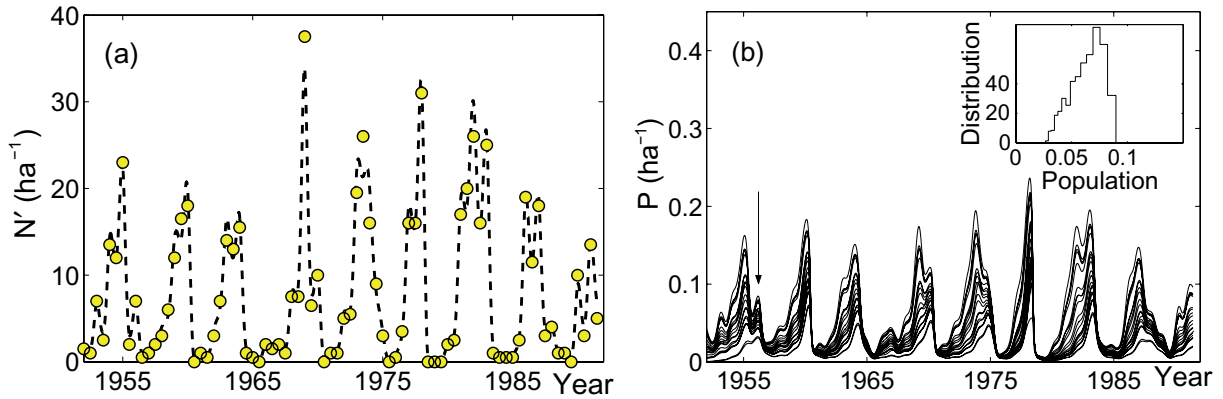 (a)
N′ (ha⁻¹)
40
30
20
10
0
1955 1965 1975 1985 Year
(b)
P (ha⁻¹)
0.4
0.3
0.2
0.1
0
1955 1965 1975 1985 Year
Distribution
40
20
0
0 0.05 0.1
Population